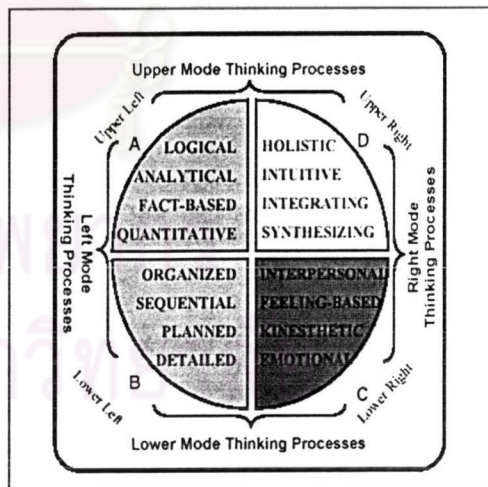 Upper Mode Thinking Processes
Upper Left
Upper Right
A
D
LOGICAL
ANALYTICAL
FACT-BASED
QUANTITATIVE
HOLISTIC
INTUITIVE
INTEGRATING
SYNTHESIZING
Left Mode
Thinking Processes
Right Mode
Thinking Processes
ORGANIZED
SEQUENTIAL
PLANNED
DETAILED
INTERPERSONAL
FEELING-BASED
KINESTHETIC
EMOTIONAL
B
C
Lower Left
Lower Right
Lower Mode Thinking Processes